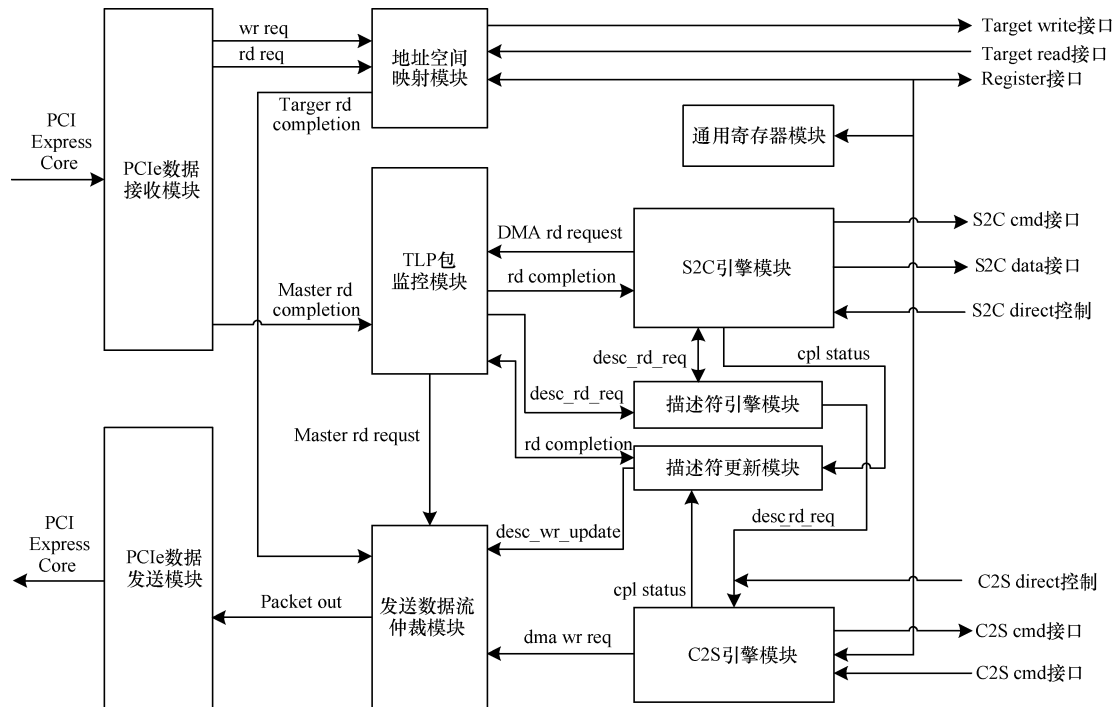 wr req
rd req
地址空间
映射模块
Target write接口
Target read接口
Register接口
Targer rd
completion
通用寄存器模块
PCI
Express
Core
PCIe数据
接收模块
TLP包
监控模块
DMA rd request
rd completion
S2C引擎模块
S2C cmd接口
S2C data接口
S2C direct控制
Master rd
completion
desc_rd_req
cpl status
desc_rd_req
描述符引擎模块
Master rd requst
rd completion
描述符更新模块
PCI
Express
Core
PCIe数据
发送模块
desc_wr_update
desc_rd_req
Packet out
发送数据流
仲裁模块
cpl status
C2S direct控制
dma wr req
C2S引擎模块
C2S cmd接口
C2S cmd接口